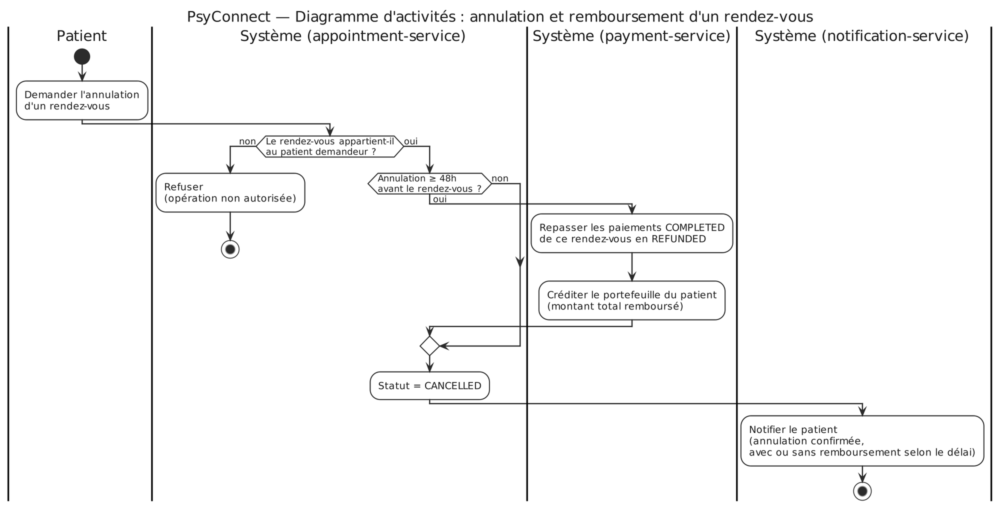 PsyConnect — Diagramme d'activités : annulation et remboursement d'un rendez-vous
Patient
Système (appointment-service)
Système (payment-service)
Système (notification-service)
Demander l'annulation
d'un rendez-vous
non
Le rendez-vous appartient-il
au patient demandeur ?
oui
Refuser
(opération non autorisée)
Annulation ≥ 48h
avant le rendez-vous ?
non
oui
Repasser les paiements COMPLETED
de ce rendez-vous en REFUNDED
Créditer le portefeuille du patient
(montant total remboursé)
Statut = CANCELLED
Notifier le patient
(annulation confirmée,
avec ou sans remboursement selon le délai)